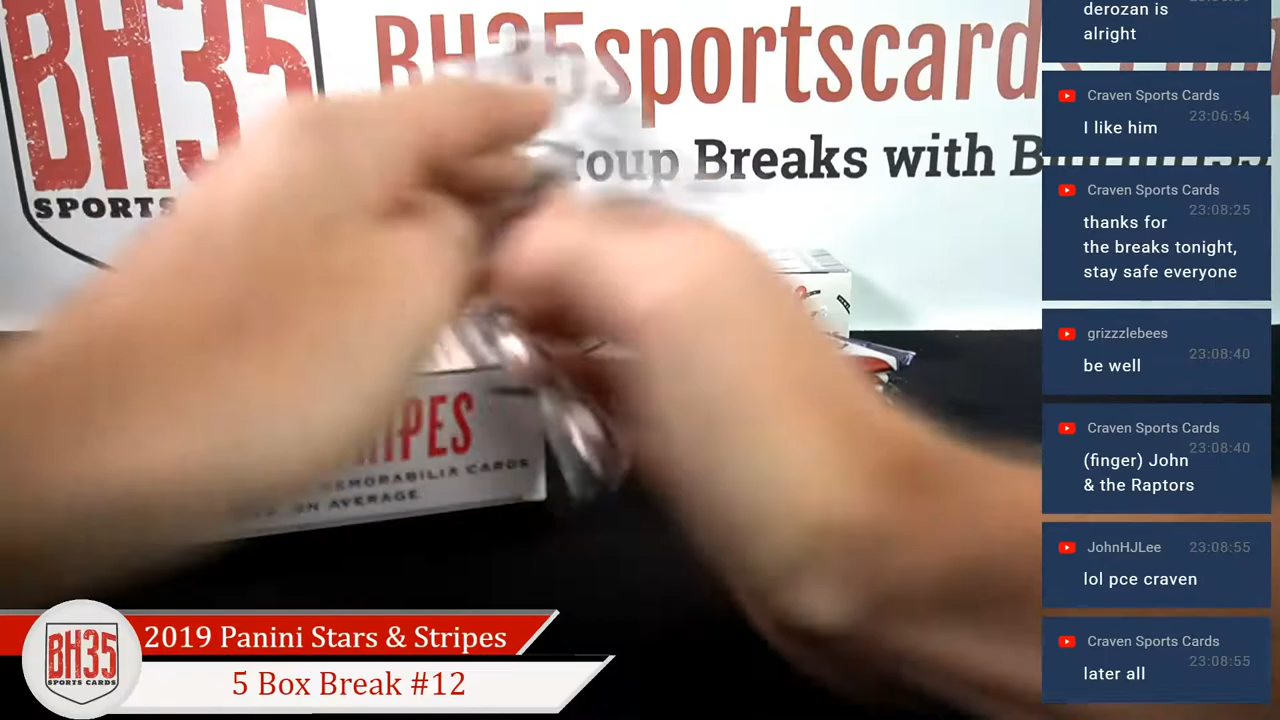 BH35
SPORTS
BH35sportscard
Group Breaks with B
RIPES
MEMORABILIA CARDS
ON AVERAGE
derozan is
alright
Craven Sports Cards
23:06:54
I like him
Craven Sports Cards
23:08:25
thanks for
the breaks tonight,
stay safe everyone
grizzzlebees
23:08:40
be well
Craven Sports Cards
23:08:40
(finger) John
& the Raptors
JohnHJLee 23:08:55
lol pce craven
Craven Sports Cards
23:08:55
later all
BH35
SPORTS CARDS
2019 Panini Stars & Stripes
5 Box Break #12